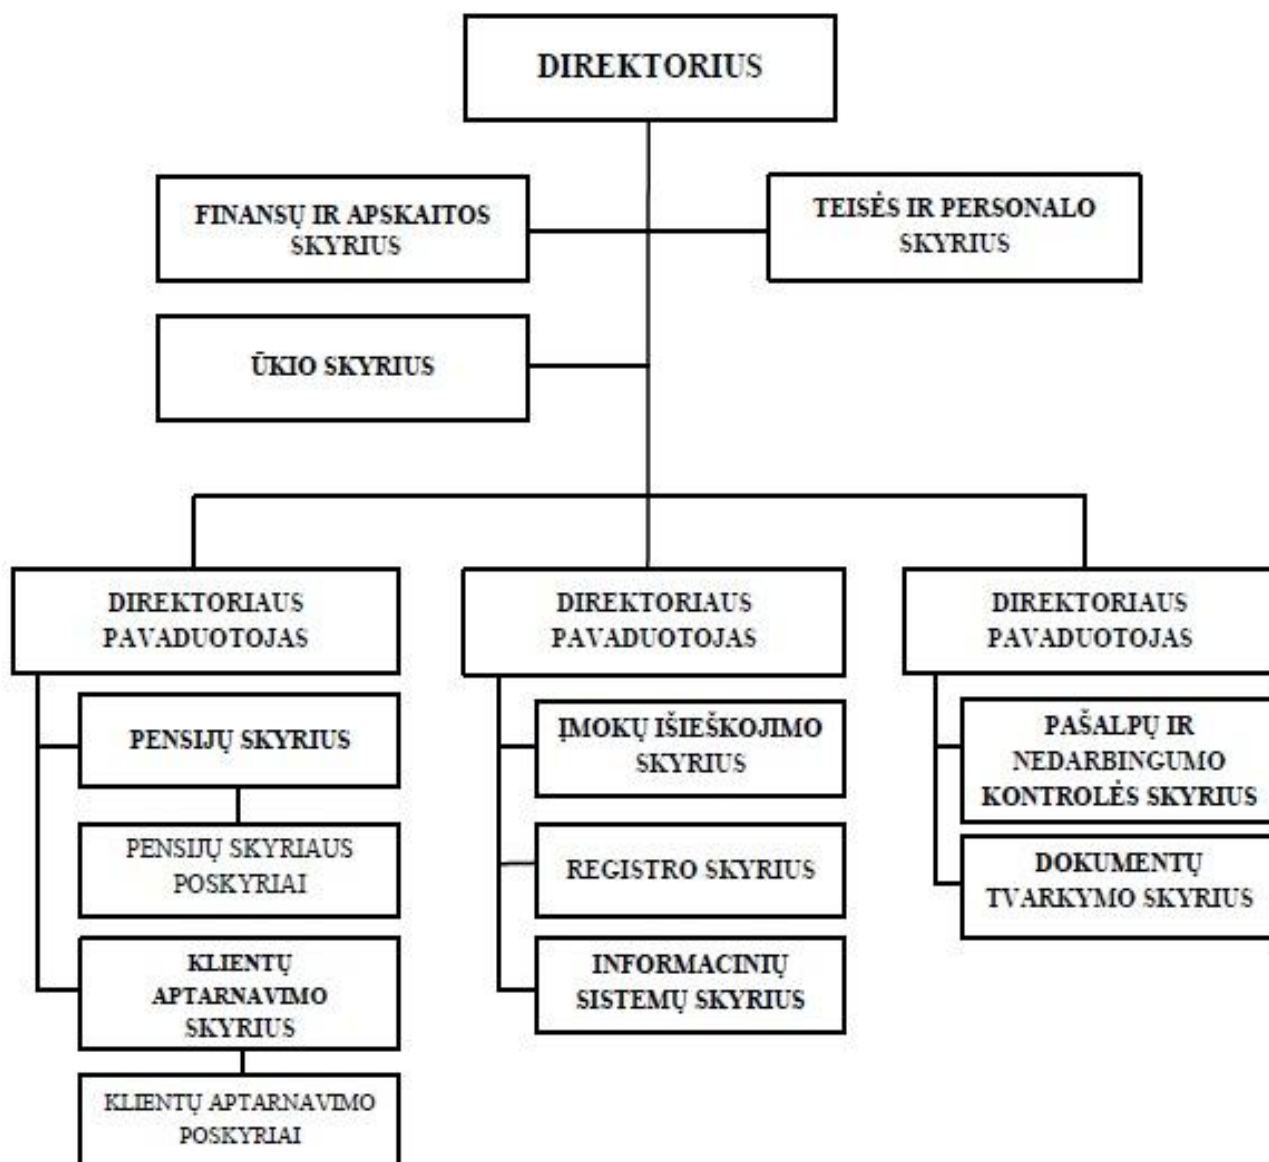 DIREKTORIUS
FINANSŲ IR APSKAITOS
SKYRIUS
TEISĖS IR PERSONALO
SKYRIUS
ŪKIO SKYRIUS
DIREKTORIAUS
PAVADUOTOJAS
PENSIJŲ SKYRIUS
PENSIJŲ SKYRIAUS
POSKYRIAI
KLIENTŲ
APTARNAVIMO
SKYRIUS
KLIENTŲ APTARNAVIMO
POSKYRIAI
DIREKTORIAUS
PAVADUOTOJAS
ĮMOKŲ IŠIEŠKOJIMO
SKYRIUS
REGISTRO SKYRIUS
INFORMACINIŲ
SISTEMŲ SKYRIUS
DIREKTORIAUS
PAVADUOTOJAS
PAŠALPŲ IR
NEDARBINGUMO
KONTROLĖS SKYRIUS
DOKUMENTŲ
TVARKYMO SKYRIUS